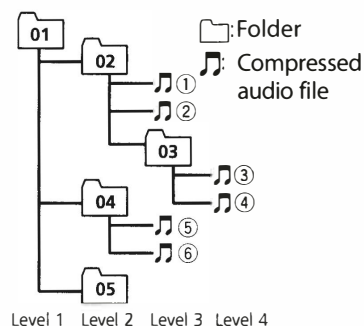 01
:Folder
02
: Compressed
audio file
①
②
03
③
④
04
⑤
⑥
05
Level 1 Level 2 Level 3 Level 4